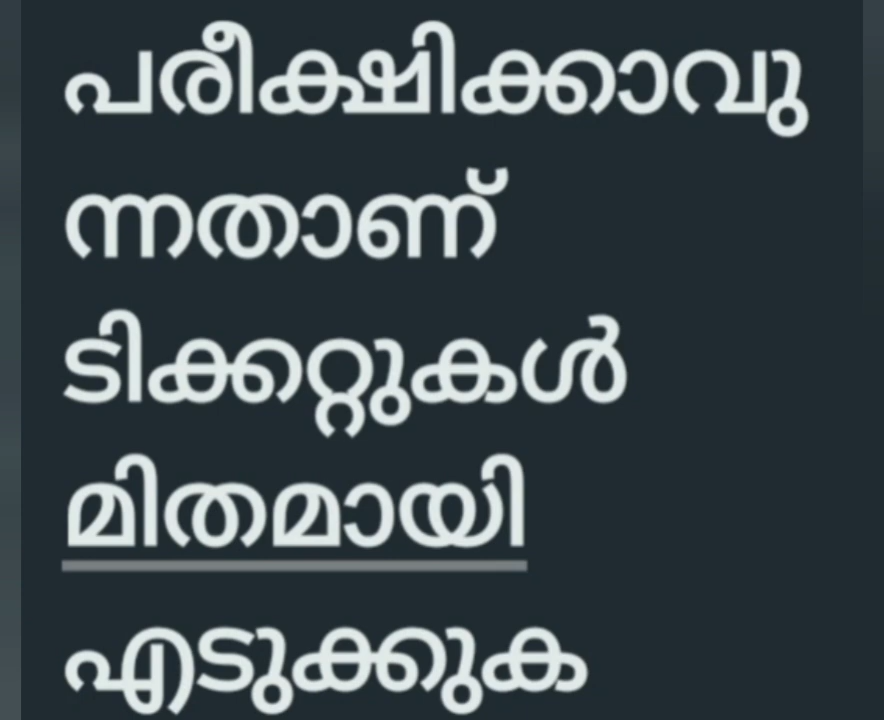 പരീക്ഷിക്കാവു
ന്നതാണ്
ടിക്കറ്റുകൾ
മിതമായി
എടുക്കുക